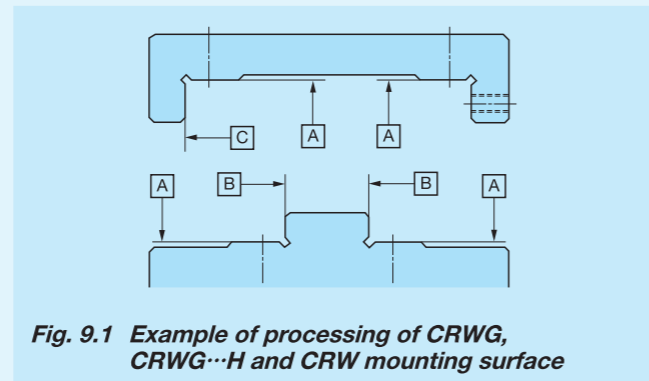 C
A A
A B B A
Fig. 9.1 Example of processing of CRWG,
CRWG···H and CRW mounting surface